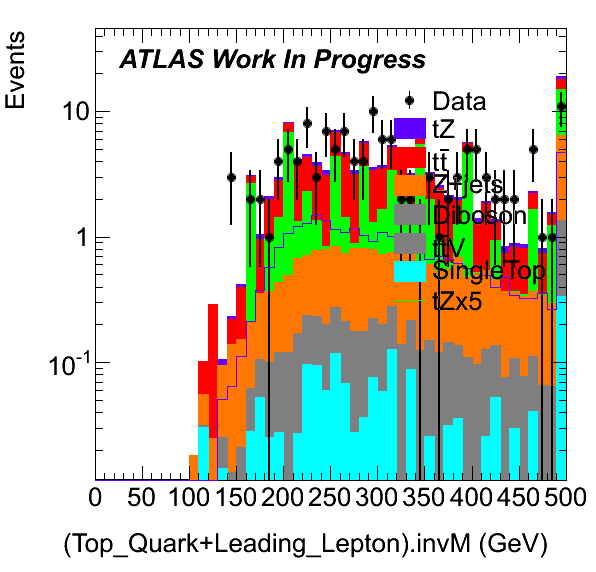 Events
ATLAS Work In Progress
Data
tZ
tt̄
Z+jets
Diboson
tt̄V
SingleTop
tZx5
10
1
10⁻¹
0 50 100 150 200 250 300 350 400 450 500
(Top_Quark+Leading_Lepton).invM (GeV)